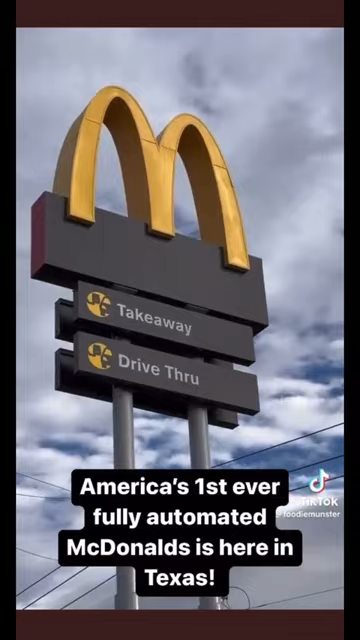 Takeaway
Drive Thru
America's 1st ever
fully automated
McDonalds is here in
Texas!
TikTok
foodiemunster